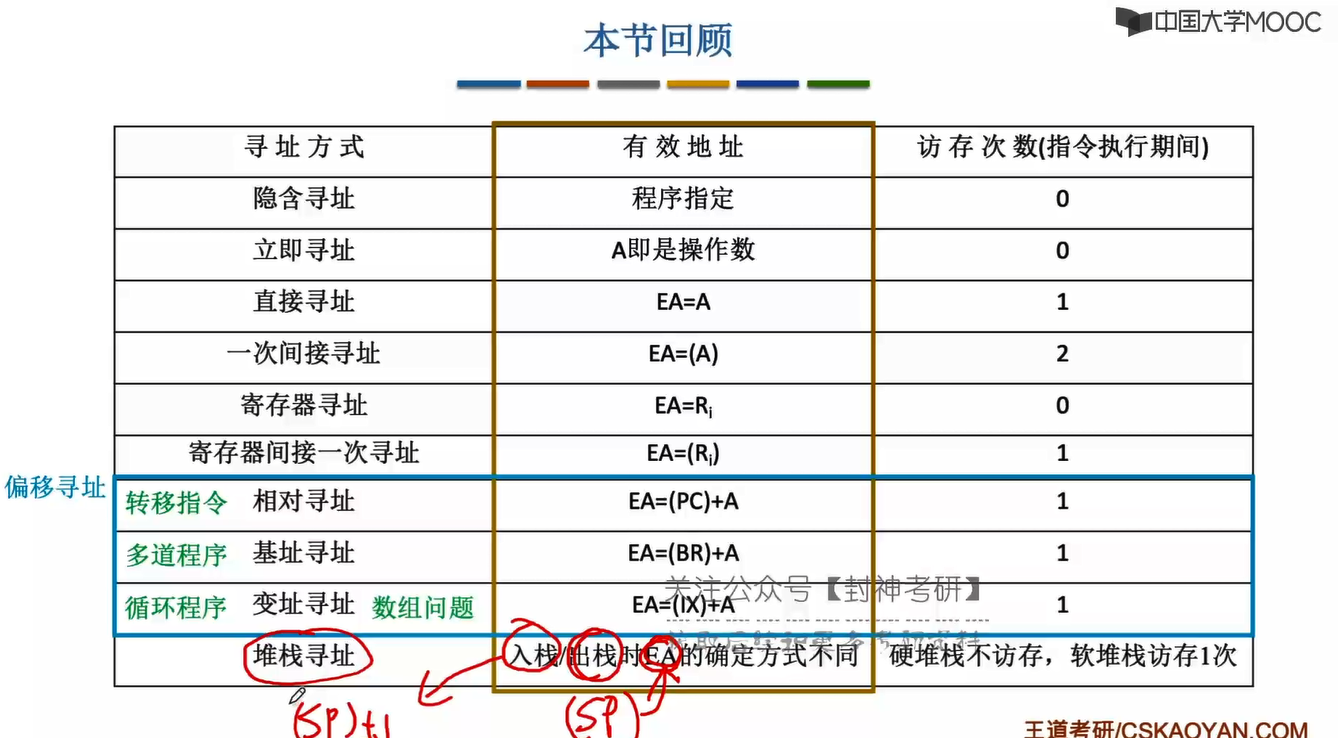 中国大学MOOC
本节回顾
寻址方式 有效地址 访存次数(指令执行期间)
隐含寻址 程序指定 0
立即寻址 A即是操作数 0
直接寻址 EA=A 1
一次间接寻址 EA=(A) 2
寄存器寻址 EA=Rᵢ 0
寄存器间接一次寻址 EA=(Rᵢ) 1
偏移寻址
转移指令 相对寻址 EA=(PC)+A 1
多道程序 基址寻址 EA=(BR)+A 1
关注公众号【封神考研】
循环程序 变址寻址 数组问题 EA=(IX)+A 1
堆栈寻址 入栈/出栈时EA的确定方式不同 硬堆栈不访存，软堆栈访存1次
(SP)±1 (SP)
王道考研/CSKAOYAN.COM